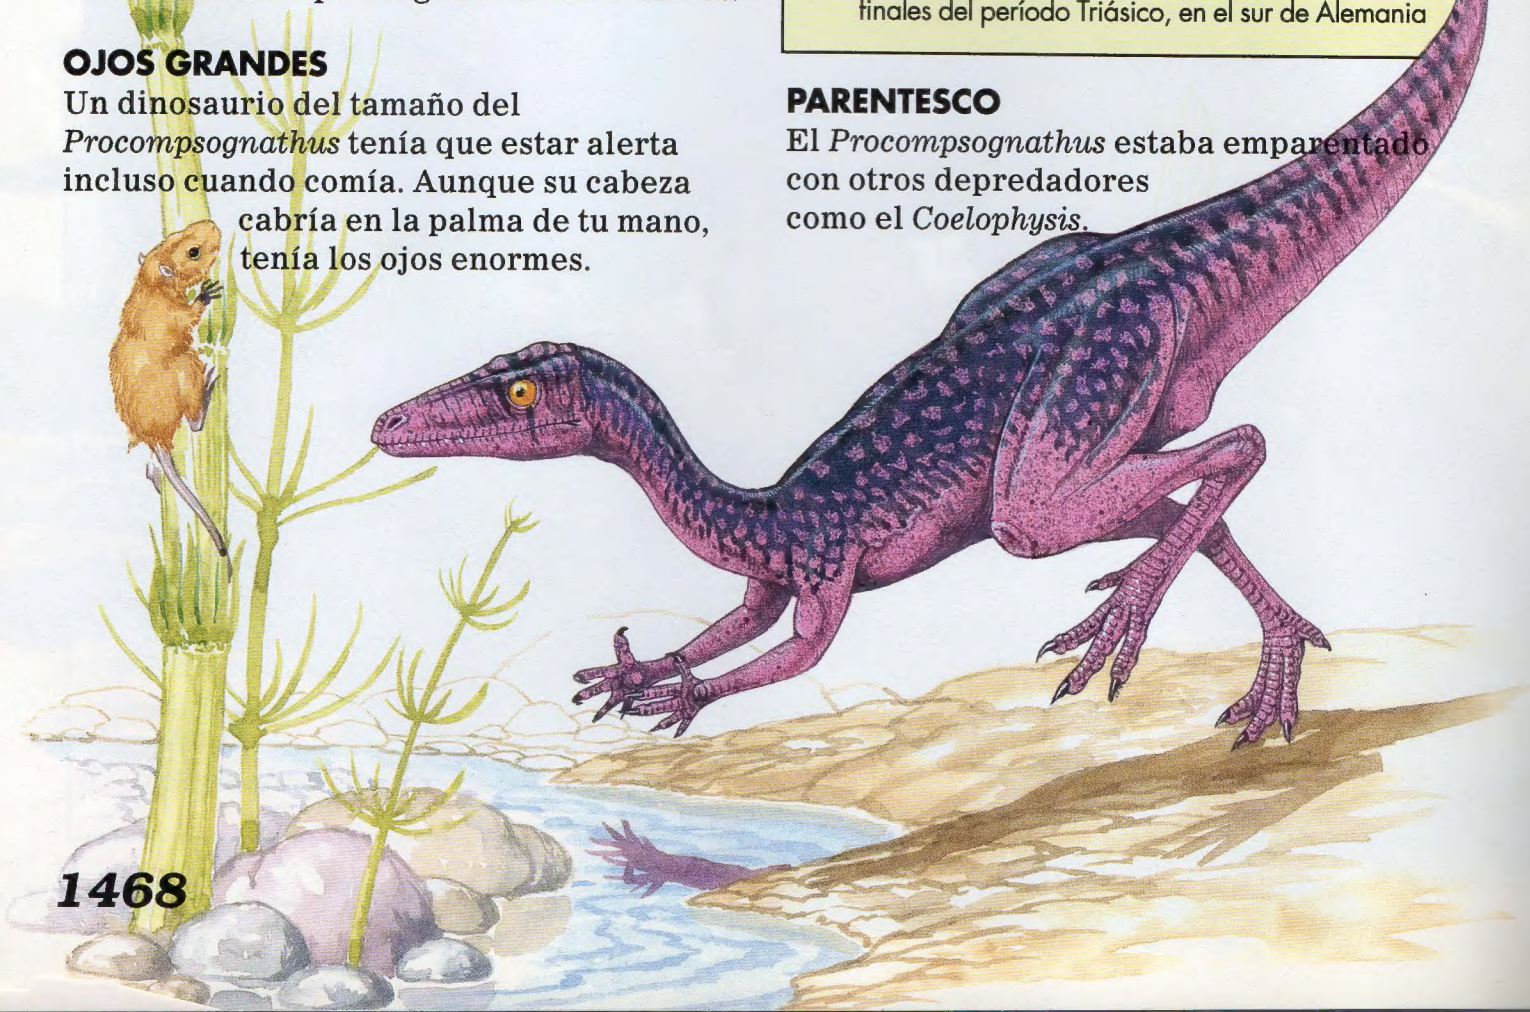 finales del período Triásico, en el sur de Alemania
OJOS GRANDES
Un dinosaurio del tamaño del
Procompsognathus tenía que estar alerta
incluso cuando comía. Aunque su cabeza
cabría en la palma de tu mano,
tenía los ojos enormes.
PARENTESCO
El Procompsognathus estaba emparentado
con otros depredadores
como el Coelophysis.
1468